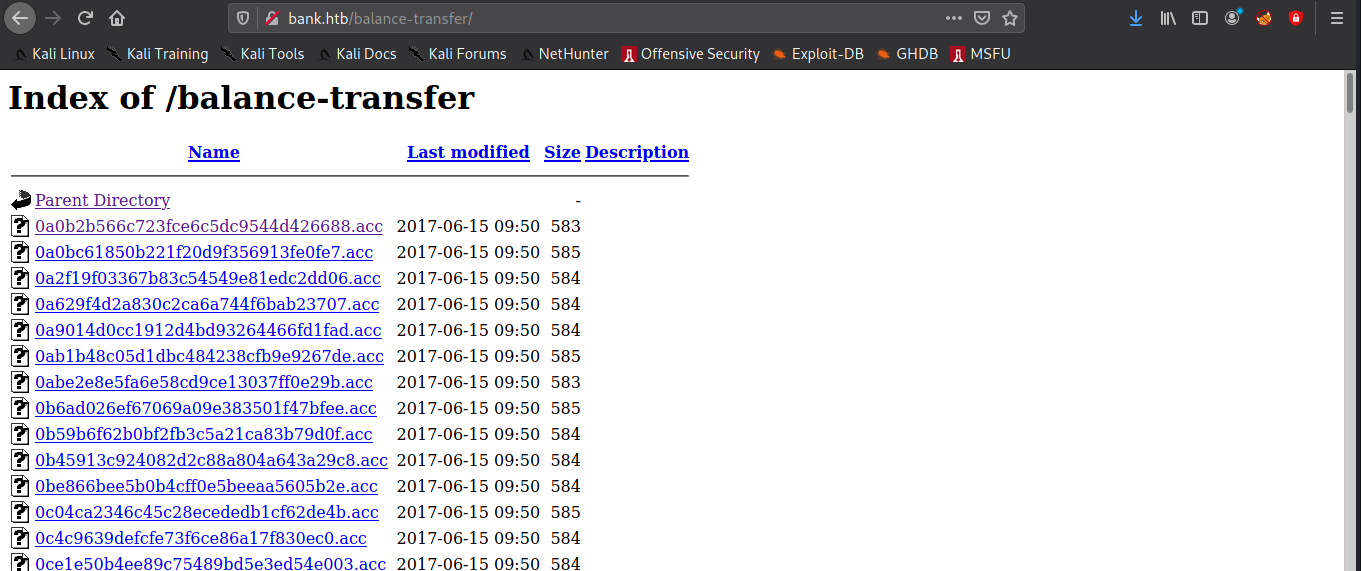 bank.htb/balance-transfer/
Kali Linux Kali Training Kali Tools Kali Docs Kali Forums NetHunter Offensive Security Exploit-DB GHDB MSFU
Index of /balance-transfer
Name Last modified Size Description
Parent Directory -
0a0b2b566c723fce6c5dc9544d426688.acc 2017-06-15 09:50 583
0a0bc61850b221f20d9f356913fe0fe7.acc 2017-06-15 09:50 585
0a2f19f03367b83c54549e81edc2dd06.acc 2017-06-15 09:50 584
0a629f4d2a830c2ca6a744f6bab23707.acc 2017-06-15 09:50 584
0a9014d0cc1912d4bd93264466fd1fad.acc 2017-06-15 09:50 584
0ab1b48c05d1dbc484238cfb9e9267de.acc 2017-06-15 09:50 585
0abe2e8e5fa6e58cd9ce13037ff0e29b.acc 2017-06-15 09:50 583
0b6ad026ef67069a09e383501f47bfee.acc 2017-06-15 09:50 585
0b59b6f62b0bf2fb3c5a21ca83b79d0f.acc 2017-06-15 09:50 584
0b45913c924082d2c88a804a643a29c8.acc 2017-06-15 09:50 584
0be866bee5b0b4cff0e5beeaa5605b2e.acc 2017-06-15 09:50 584
0c04ca2346c45c28ecededb1cf62de4b.acc 2017-06-15 09:50 585
0c4c9639defcfe73f6ce86a17f830ec0.acc 2017-06-15 09:50 584
0ce1e50b4ee89c75489bd5e3ed54e003.acc 2017-06-15 09:50 584